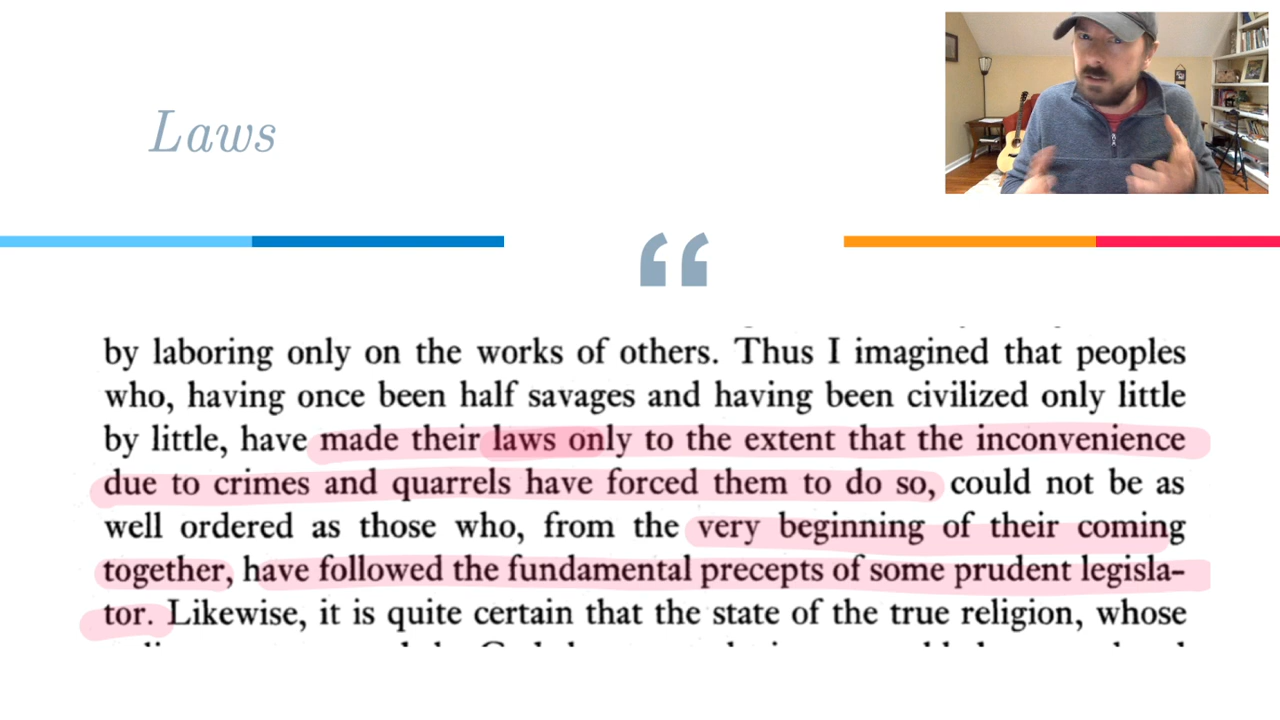 Laws
“
by laboring only on the works of others. Thus I imagined that peoples
who, having once been half savages and having been civilized only little
by little, have made their laws only to the extent that the inconvenience
due to crimes and quarrels have forced them to do so, could not be as
well ordered as those who, from the very beginning of their coming
together, have followed the fundamental precepts of some prudent legisla-
tor. Likewise, it is quite certain that the state of the true religion, whose